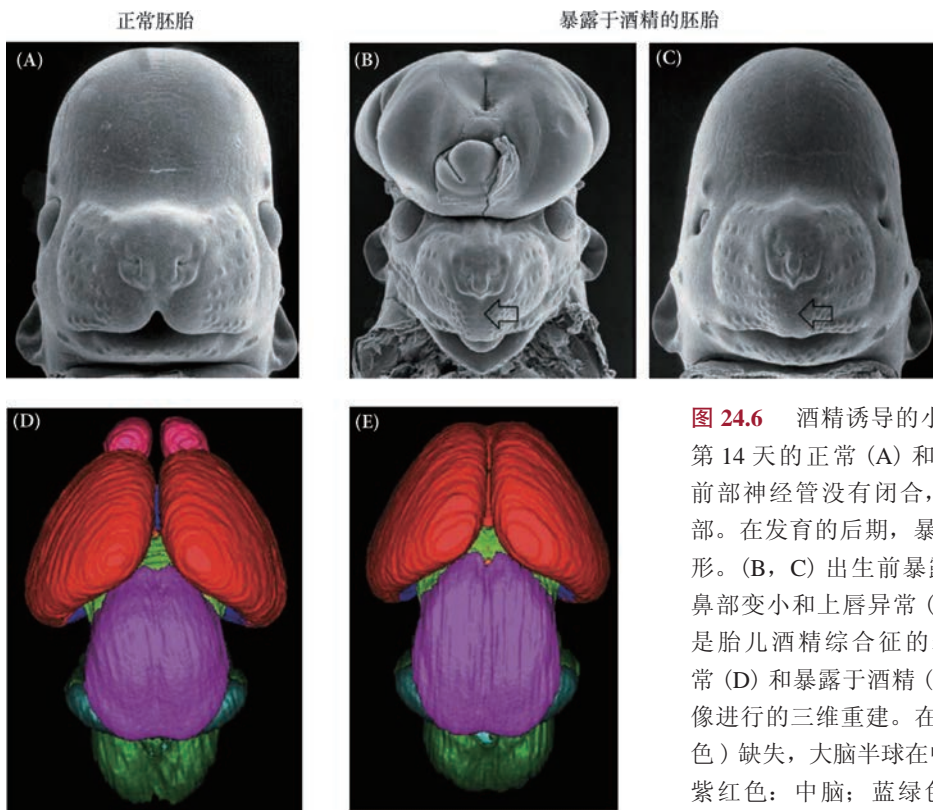 正常胚胎
暴露于酒精的胚胎
(A)
(B)
(C)
(D)
(E)
图 24.6 酒精诱导的小
第 14 天的正常 (A) 和
前部神经管没有闭合，
部。在发育的后期，暴
形。(B，C) 出生前暴露
鼻部变小和上唇异常 (
是胎儿酒精综合征的
常 (D) 和暴露于酒精 (
像进行的三维重建。在
色 ) 缺失，大脑半球在
紫红色：中脑；蓝绿色